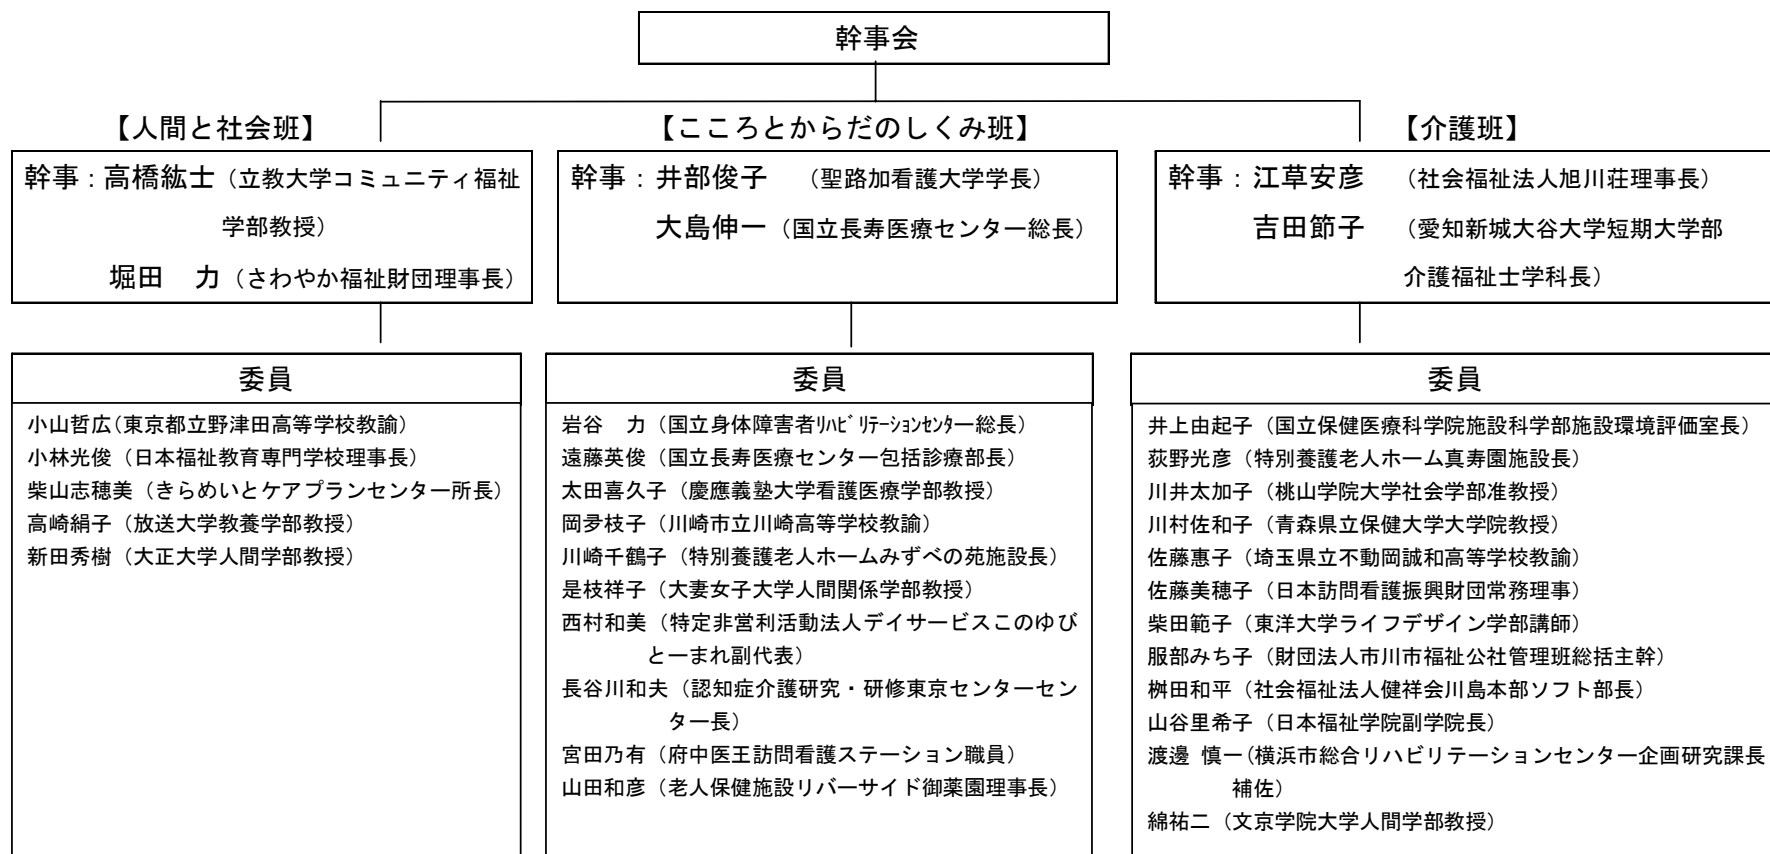 幹事会
【人間と社会班】
幹事：高橋紘士（立教大学コミュニティ福祉
学部教授）
堀田　力（さわやか福祉財団理事長）
委員
小山哲広（東京都立野津田高等学校教諭）
小林光俊（日本福祉教育専門学校理事長）
柴山志穂美（きらめいとケアプランセンター所長）
高崎絹子（放送大学教養学部教授）
新田秀樹（大正大学人間学部教授）
【こころとからだのしくみ班】
幹事：井部俊子　（聖路加看護大学学長）
大島伸一（国立長寿医療センター総長）
委員
岩谷　力（国立身体障害者ﾘﾊﾋﾞﾘﾃｰｼｮﾝｾﾝﾀｰ総長）
遠藤英俊（国立長寿医療センター包括診療部長）
太田喜久子（慶應義塾大学看護医療学部教授）
岡多枝子（川崎市立川崎高等学校教諭）
川崎千鶴子（特別養護老人ホームみずべの苑施設長）
是枝祥子（大妻女子大学人間関係学部教授）
西村和美（特定非営利活動法人デイサービスこのゆび
とーまれ副代表）
長谷川和夫（認知症介護研究・研修東京センターセン
ター長）
宮田乃有（府中医王訪問看護ステーション職員）
山田和彦（老人保健施設リバーサイド御薬園理事長）
【介護班】
幹事：江草安彦　（社会福祉法人旭川荘理事長）
吉田節子　（愛知新城大谷大学短期大学部
介護福祉士学科長）
委員
井上由起子（国立保健医療科学院施設科学部施設環境評価室長）
荻野光彦（特別養護老人ホーム真寿園施設長）
川井太加子（桃山学院大学社会学部准教授）
川村佐和子（青森県立保健大学大学院教授）
佐藤惠子（埼玉県立不動岡誠和高等学校教諭）
佐藤美穂子（日本訪問看護振興財団常務理事）
柴田範子（東洋大学ライフデザイン学部講師）
服部みち子（財団法人市川市福祉公社管理班総括主幹）
桝田和平（社会福祉法人健祥会川島本部ソフト部長）
山谷里希子（日本福祉学院副学院長）
渡邊 慎一（横浜市総合リハビリテーションセンター企画研究課長
補佐）
綿祐二（文京学院大学人間学部教授）